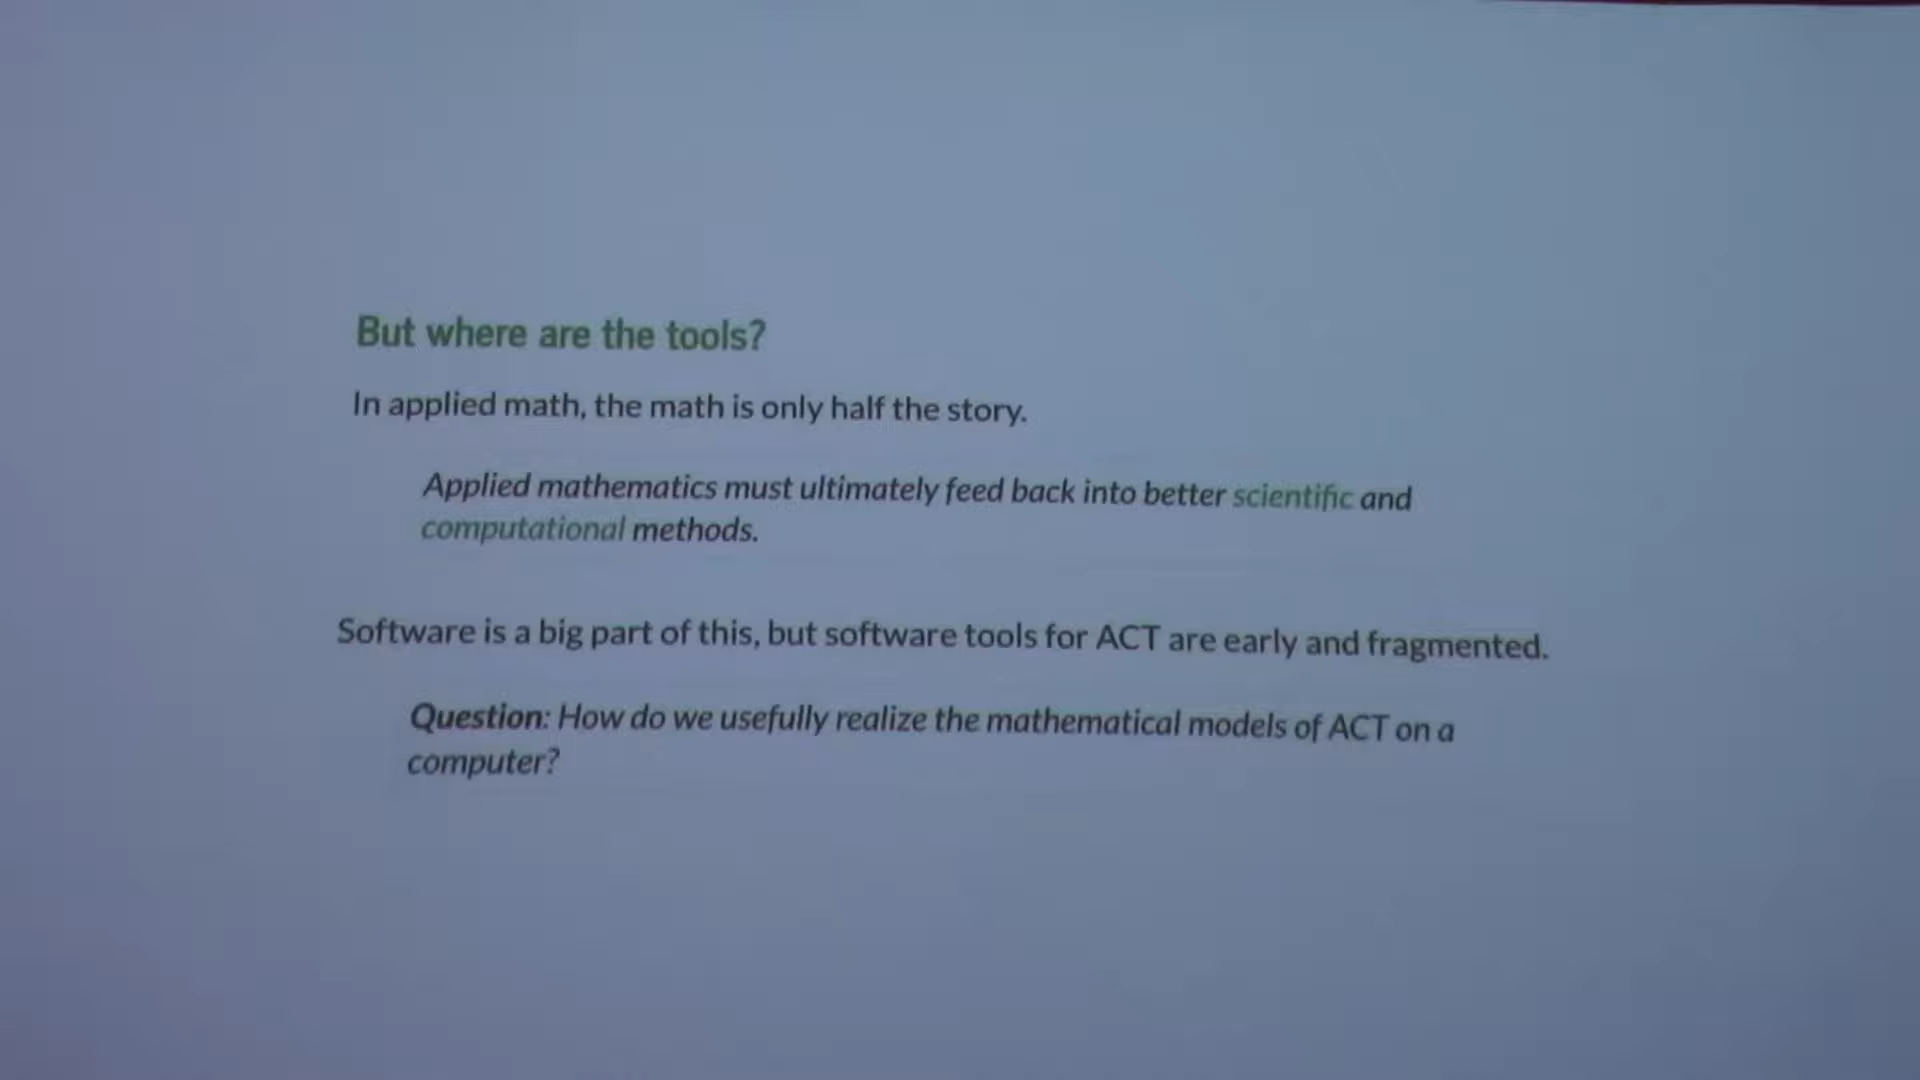 But where are the tools?
In applied math, the math is only half the story.
Applied mathematics must ultimately feed back into better scientific and
computational methods.
Software is a big part of this, but software tools for ACT are early and fragmented.
Question: How do we usefully realize the mathematical models of ACT on a
computer?